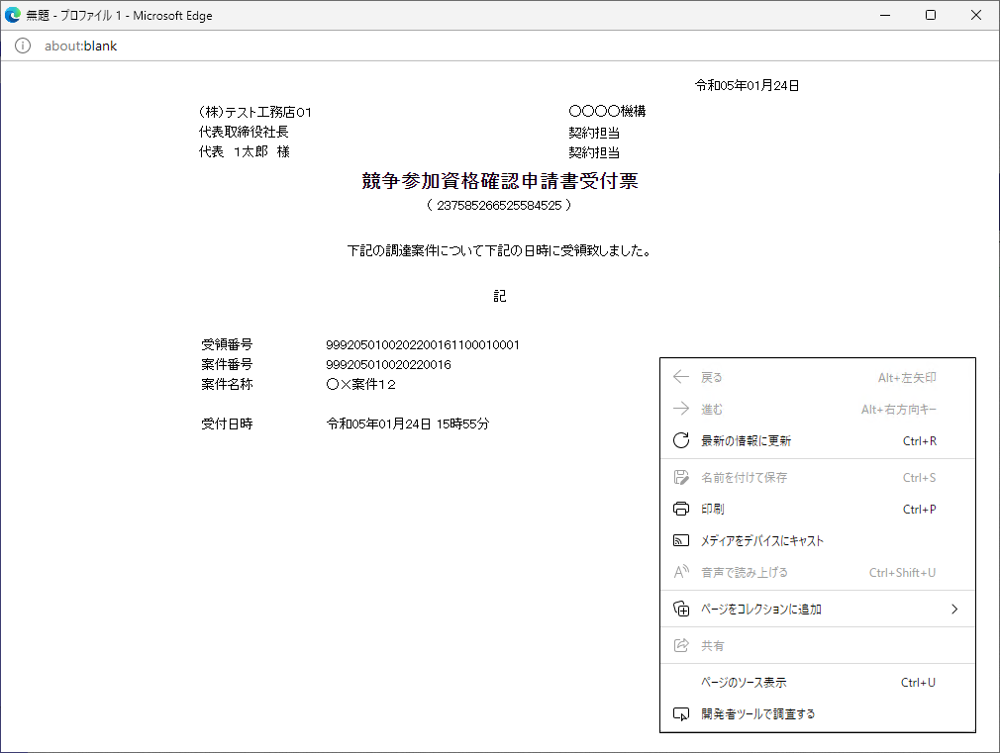 無題 - プロファイル 1 - Microsoft Edge
about:blank
令和05年01月24日
（株）テスト工務店０１
〇〇〇〇機構
代表取締役社長
契約担当
代表　１太郎　様
契約担当
競争参加資格確認申請書受付票
（ 237585266525584525 ）
下記の調達案件について下記の日時に受領致しました。
記
受領番号 9992050100202200161100010001
案件番号 999205010020220016
案件名称 〇×案件１２
受付日時 令和05年01月24日 15時55分
戻る Alt+左矢印
進む Alt+右方向キー
最新の情報に更新 Ctrl+R
名前を付けて保存 Ctrl+S
印刷 Ctrl+P
メディアをデバイスにキャスト
音声で読み上げる Ctrl+Shift+U
ページをコレクションに追加
共有
ページのソース表示 Ctrl+U
開発者ツールで調査する